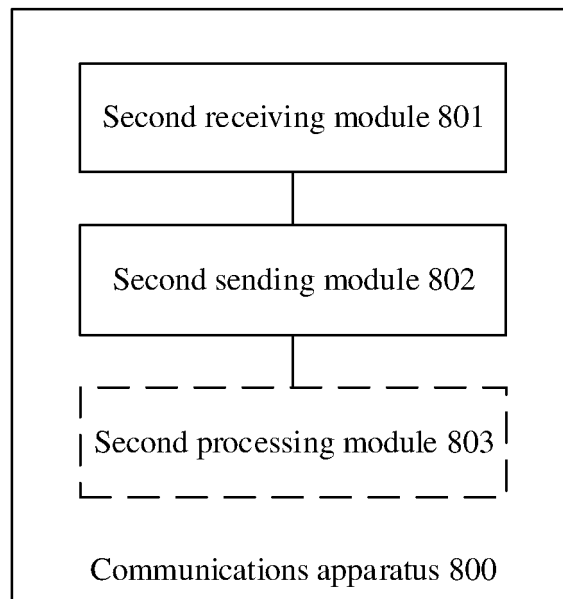 Second receiving module 801
Second sending module 802
Second processing module 803
Communications apparatus 800